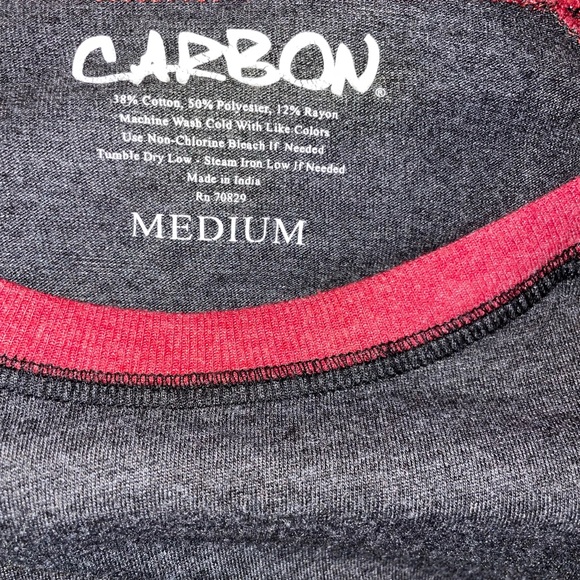 CARBON®
38% Cotton, 50% Polyester, 12% Rayon
Machine Wash Cold With Like Colors
Use Non-Chlorine Bleach If Needed
Tumble Dry Low - Steam Iron Low If Needed
Made in India
Rn 70829
MEDIUM